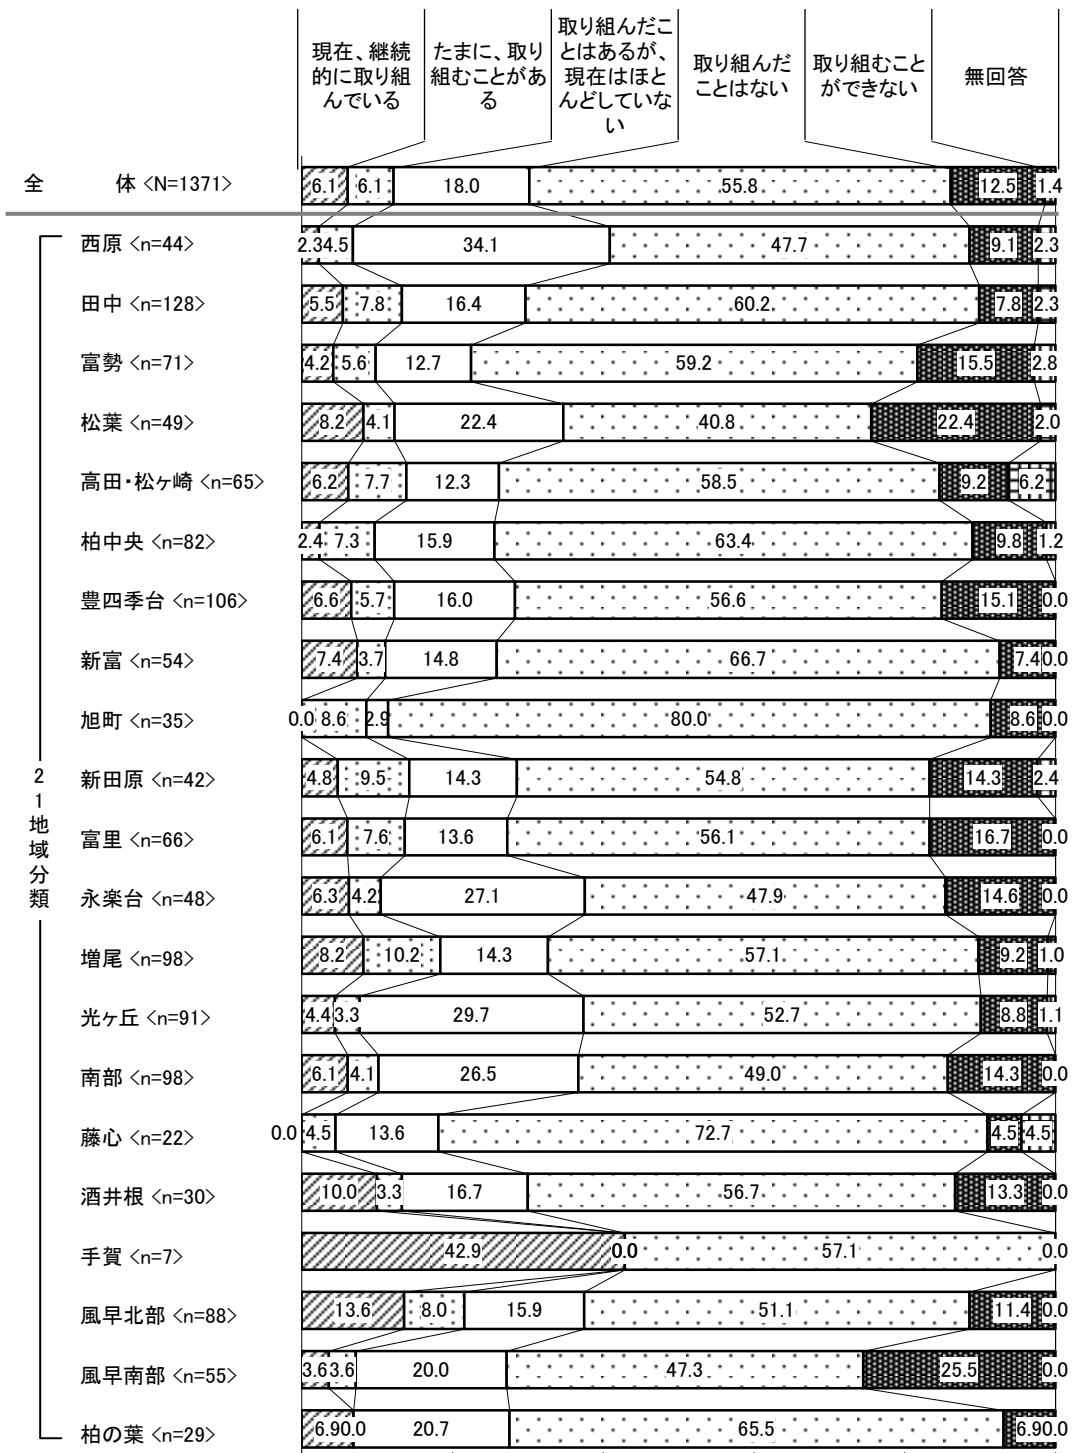 現在、継続
的に取り組
んでいる
たまに、取り
組むことがあ
る
取り組んだこ
とはあるが、
現在はほと
んどしていな
い
取り組んだ
ことはない
取り組むこと
ができない
無回答
全 体 <N=1371> 6.1 6.1 18.0 55.8 12.5 1.4
西原 <n=44> 2.3 4.5 34.1 47.7 9.1 2.3
田中 <n=128> 5.5 7.8 16.4 60.2 7.8 2.3
富勢 <n=71> 4.2 5.6 12.7 59.2 15.5 2.8
松葉 <n=49> 8.2 4.1 22.4 40.8 22.4 2.0
高田・松ヶ崎 <n=65> 6.2 7.7 12.3 58.5 9.2 6.2
柏中央 <n=82> 2.4 7.3 15.9 63.4 9.8 1.2
豊四季台 <n=106> 6.6 5.7 16.0 56.6 15.1 0.0
新富 <n=54> 7.4 3.7 14.8 66.7 7.4 0.0
旭町 <n=35> 0.0 8.6 2.9 80.0 8.6 0.0
新田原 <n=42> 4.8 9.5 14.3 54.8 14.3 2.4
富里 <n=66> 6.1 7.6 13.6 56.1 16.7 0.0
永楽台 <n=48> 6.3 4.2 27.1 47.9 14.6 0.0
増尾 <n=98> 8.2 10.2 14.3 57.1 9.2 1.0
光ヶ丘 <n=91> 4.4 3.3 29.7 52.7 8.8 1.1
南部 <n=98> 6.1 4.1 26.5 49.0 14.3 0.0
藤心 <n=22> 0.0 4.5 13.6 72.7 4.5 4.5
酒井根 <n=30> 10.0 3.3 16.7 56.7 13.3 0.0
手賀 <n=7> 42.9 0.0 57.1 0.0
風早北部 <n=88> 13.6 8.0 15.9 51.1 11.4 0.0
風早南部 <n=55> 3.6 3.6 20.0 47.3 25.5 0.0
柏の葉 <n=29> 6.9 0.0 20.7 65.5 6.9 0.0
21地域分類